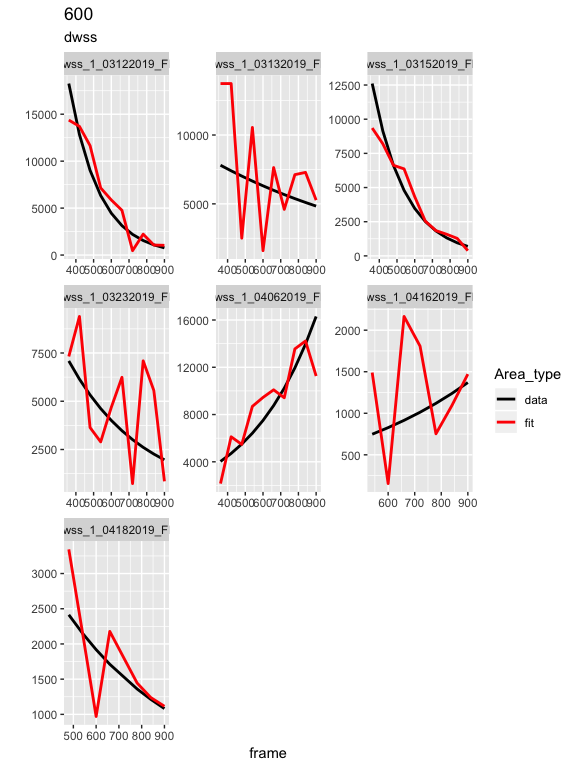 600
dwss
wss_1_03122019_F
wss_1_03132019_F
wss_1_03152019_F
15000
10000
5000
0
10000
5000
12500
10000
7500
5000
2500
0
400 500 600 700 800 900
400 500 600 700 800 900
400 500 600 700 800 900
wss_1_03232019_F
wss_1_04062019_F
wss_1_04162019_F
7500
5000
2500
16000
12000
8000
4000
2000
1500
1000
500
400 500 600 700 800 900
400 500 600 700 800 900
600 700 800 900
Area_type
data
fit
wss_1_04182019_F
3000
2500
2000
1500
1000
500 600 700 800 900
frame